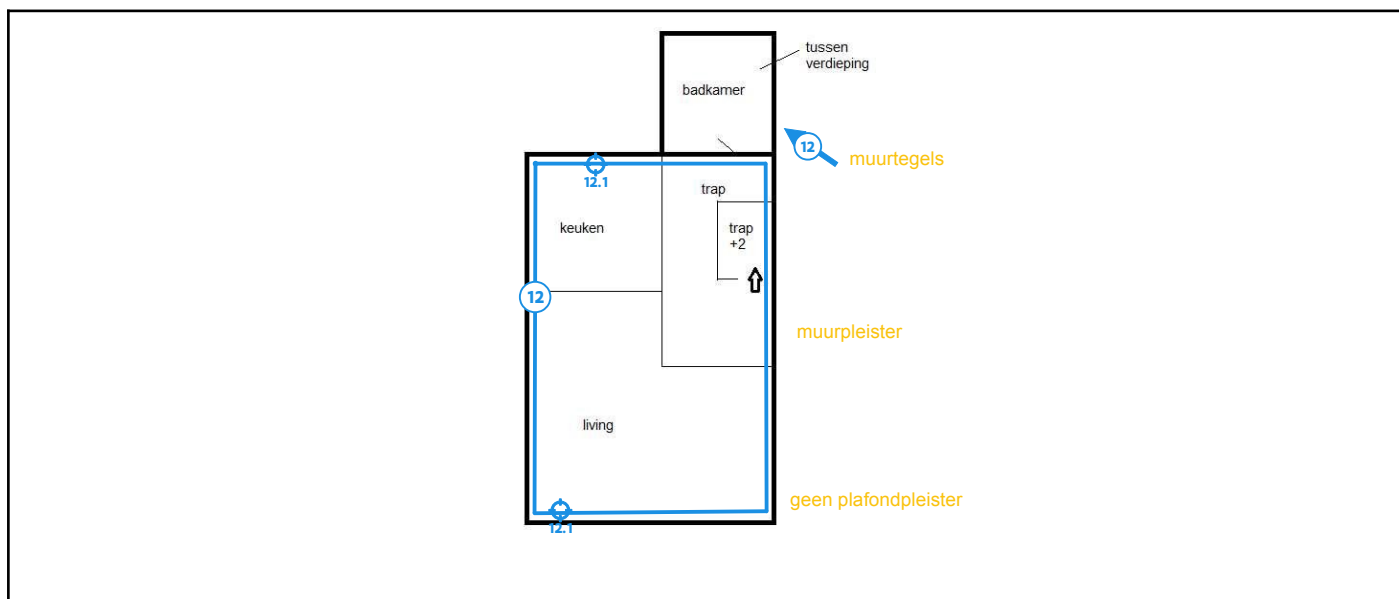 tussen
verdieping
badkamer
12
muurtegels
12.1
trap
keuken
trap
+2
12
muurpleister
living
geen plafondpleister
12.1